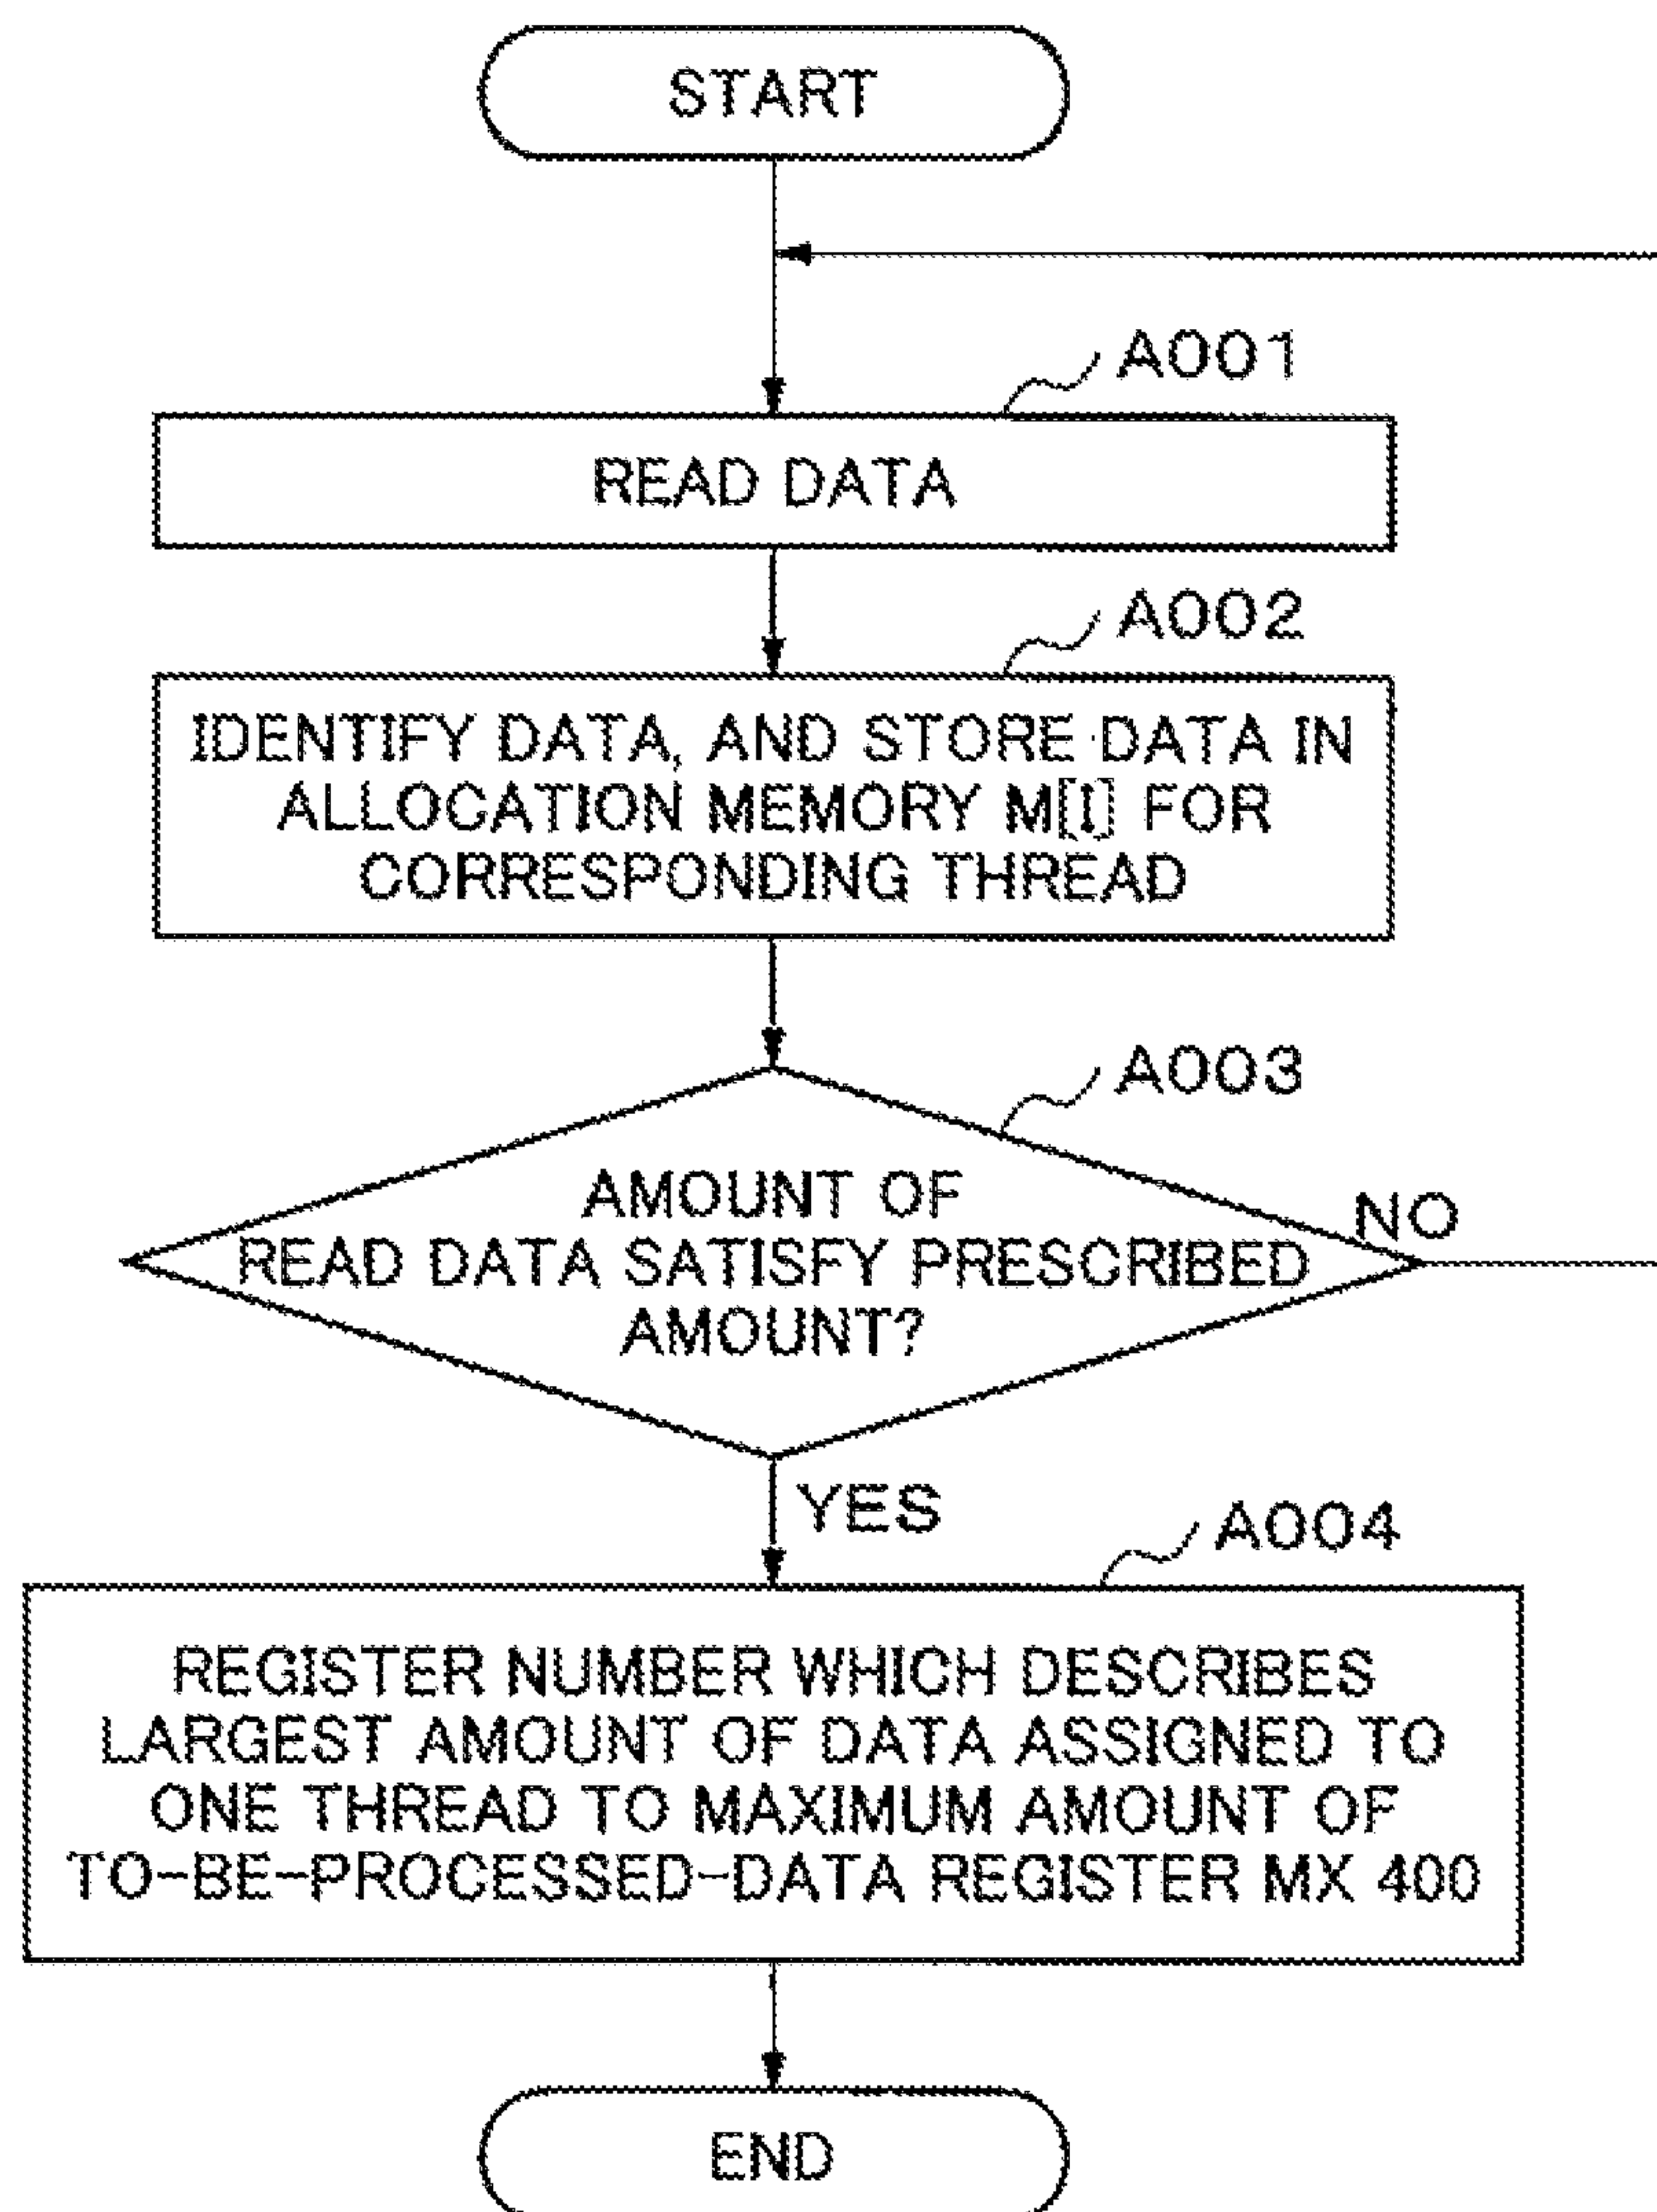 START
A001
READ DATA
A002
IDENTIFY DATA, AND STORE DATA IN
ALLOCATION MEMORY M[I] FOR
CORRESPONDING THREAD
A003
AMOUNT OF
READ DATA SATISFY PRESCRIBED
AMOUNT?
NO
YES
A004
REGISTER NUMBER WHICH DESCRIBES
LARGEST AMOUNT OF DATA ASSIGNED TO
ONE THREAD TO MAXIMUM AMOUNT OF
TO-BE-PROCESSED-DATA REGISTER MX 400
END